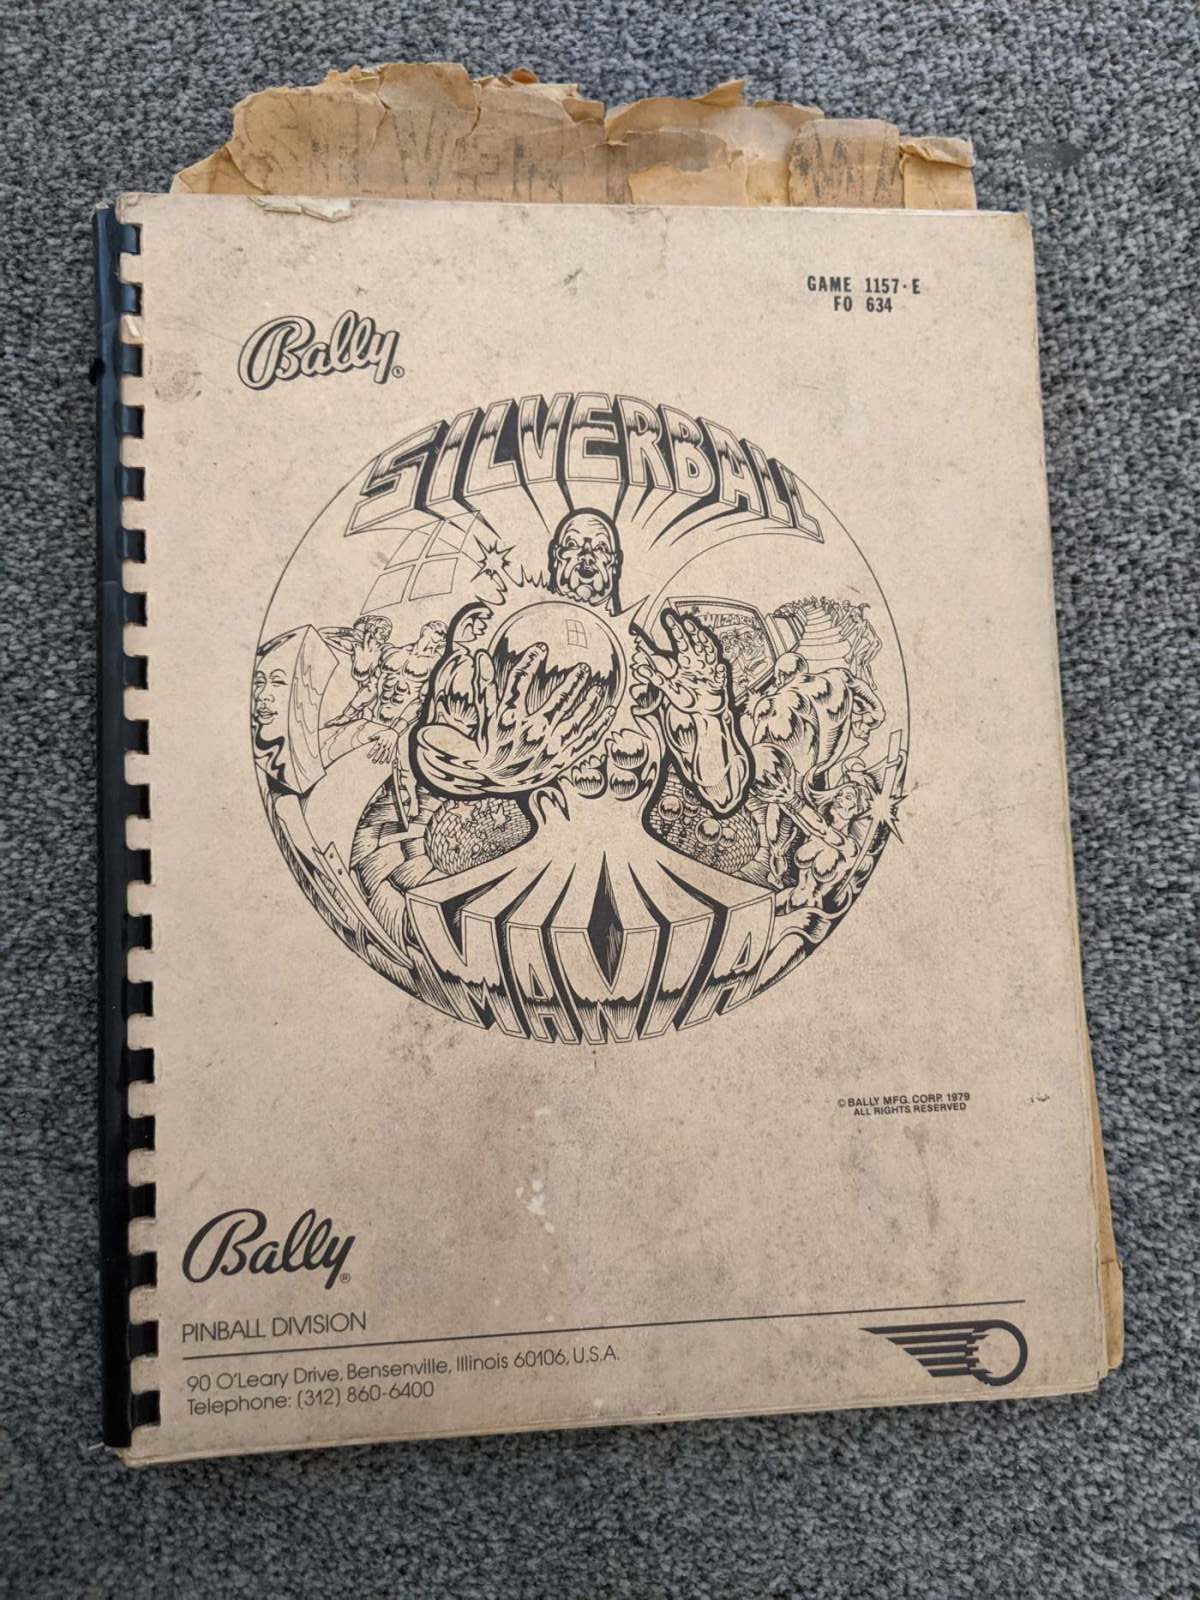 GAME 1157-E
FO 634
Bally®
SILVERBALL
WIZARD
MANIA
© BALLY MFG. CORP. 1979
ALL RIGHTS RESERVED
Bally®
PINBALL DIVISION
90 O'Leary Drive, Bensenville, Illinois 60106, U.S.A.
Telephone: (312) 860-6400